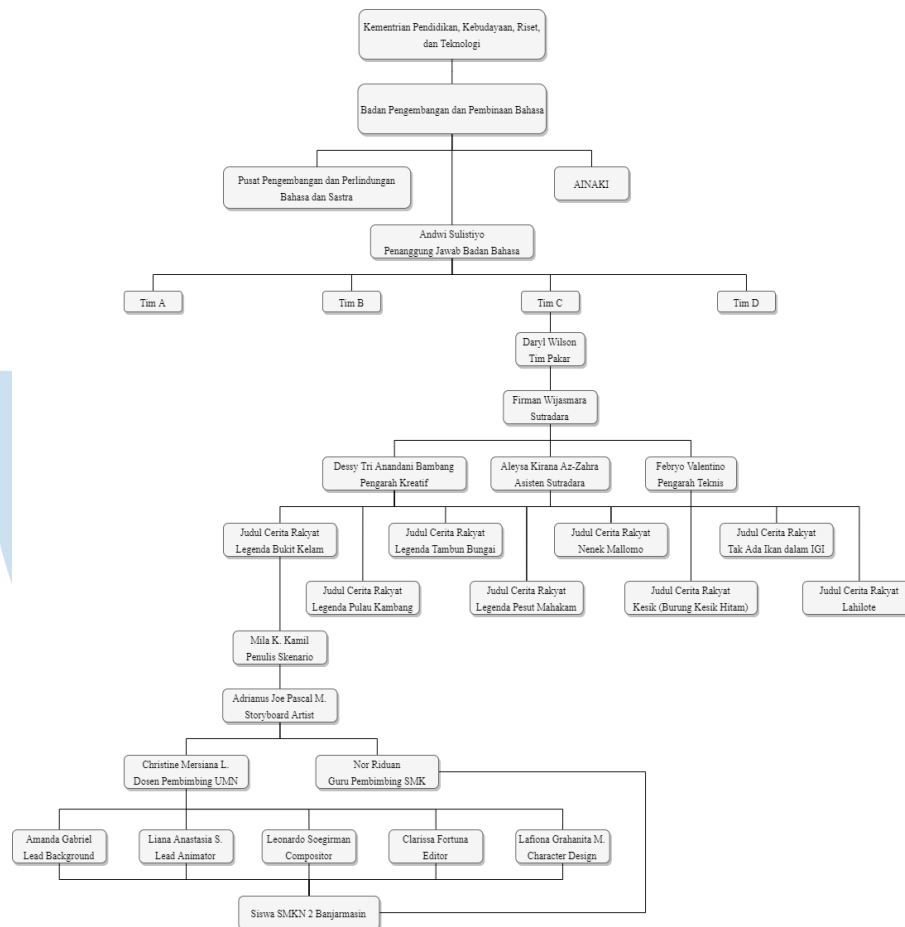 Kementrian Pendidikan, Kebudayaan, Riset,
dan Teknologi
Badan Pengembangan dan Pembinaan Bahasa
Pusat Pengembangan dan Perlindungan
Bahasa dan Sastra
AINAKI
Andwi Sulistiyo
Penanggung Jawab Badan Bahasa
Tim A
Tim B
Tim C
Tim D
Daryl Wilson
Tim Pakar
Firman Wijasmara
Sutradara
Dessy Tri Anandani Bambang
Pengarah Kreatif
Aleysa Kirana Az-Zahra
Asisten Sutradara
Febryo Valentino
Pengarah Teknis
Judul Cerita Rakyat
Legenda Bukit Kelam
Judul Cerita Rakyat
Legenda Tambun Bungai
Judul Cerita Rakyat
Nenek Mallomo
Judul Cerita Rakyat
Tak Ada Ikan dalam IGI
Judul Cerita Rakyat
Legenda Pulau Kambang
Judul Cerita Rakyat
Legenda Pesut Mahakam
Judul Cerita Rakyat
Kesik (Burung Kesik Hitam)
Judul Cerita Rakyat
Lahilote
Mila K. Kamil
Penulis Skenario
Adrianus Joe Pascal M.
Storyboard Artist
Christine Mersiana L.
Dosen Pembimbing UMN
Nor Riduan
Guru Pembimbing SMK
Amanda Gabriel
Lead Background
Liana Anastasia S.
Lead Animator
Leonardo Soegirman
Compositor
Clarissa Fortuna
Editor
Lafiona Grahanita M.
Character Design
Siswa SMKN 2 Banjarmasin